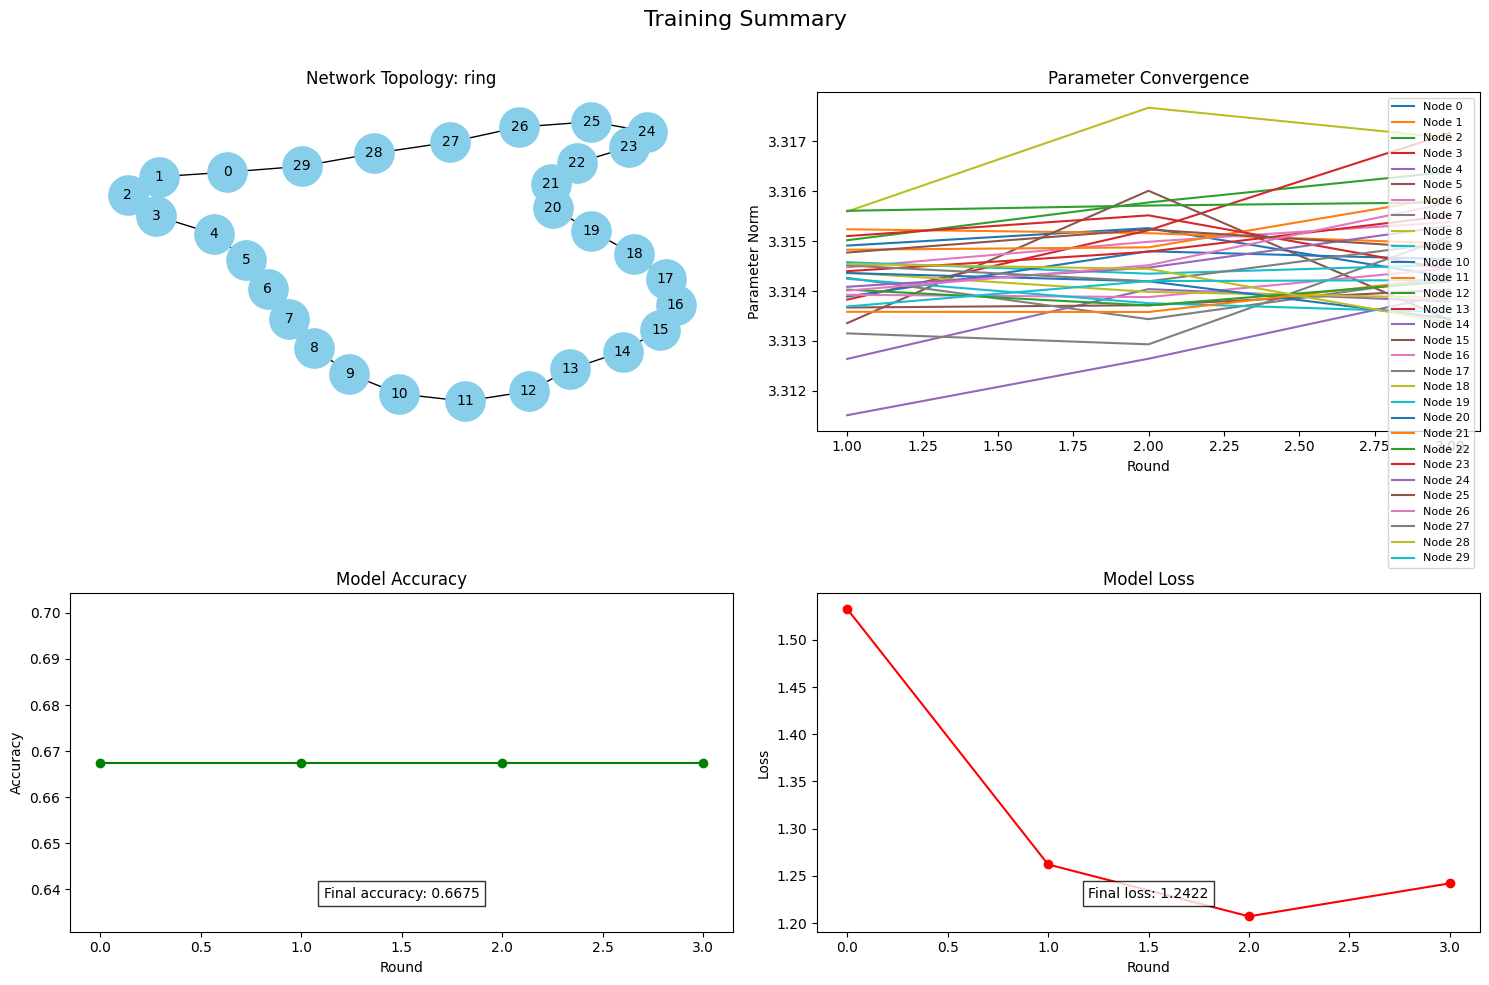 Training Summary
Network Topology: ring
0
1
2
3
4
5
6
7
8
9
10
11
12
13
14
15
16
17
18
19
20
21
22
23
24
25
26
27
28
29
Parameter Convergence
Parameter Norm
3.317
3.316
3.315
3.314
3.313
3.312
1.00 1.25 1.50 1.75 2.00 2.25 2.50 2.75 3.00
Round
Node 0
Node 1
Node 2
Node 3
Node 4
Node 5
Node 6
Node 7
Node 8
Node 9
Node 10
Node 11
Node 12
Node 13
Node 14
Node 15
Node 16
Node 17
Node 18
Node 19
Node 20
Node 21
Node 22
Node 23
Node 24
Node 25
Node 26
Node 27
Node 28
Node 29
Model Accuracy
Accuracy
0.70
0.69
0.68
0.67
0.66
0.65
0.64
Final accuracy: 0.6675
0.0 0.5 1.0 1.5 2.0 2.5 3.0
Round
Model Loss
Loss
1.50
1.45
1.40
1.35
1.30
1.25
1.20
Final loss: 1.2422
0.0 0.5 1.0 1.5 2.0 2.5 3.0
Round